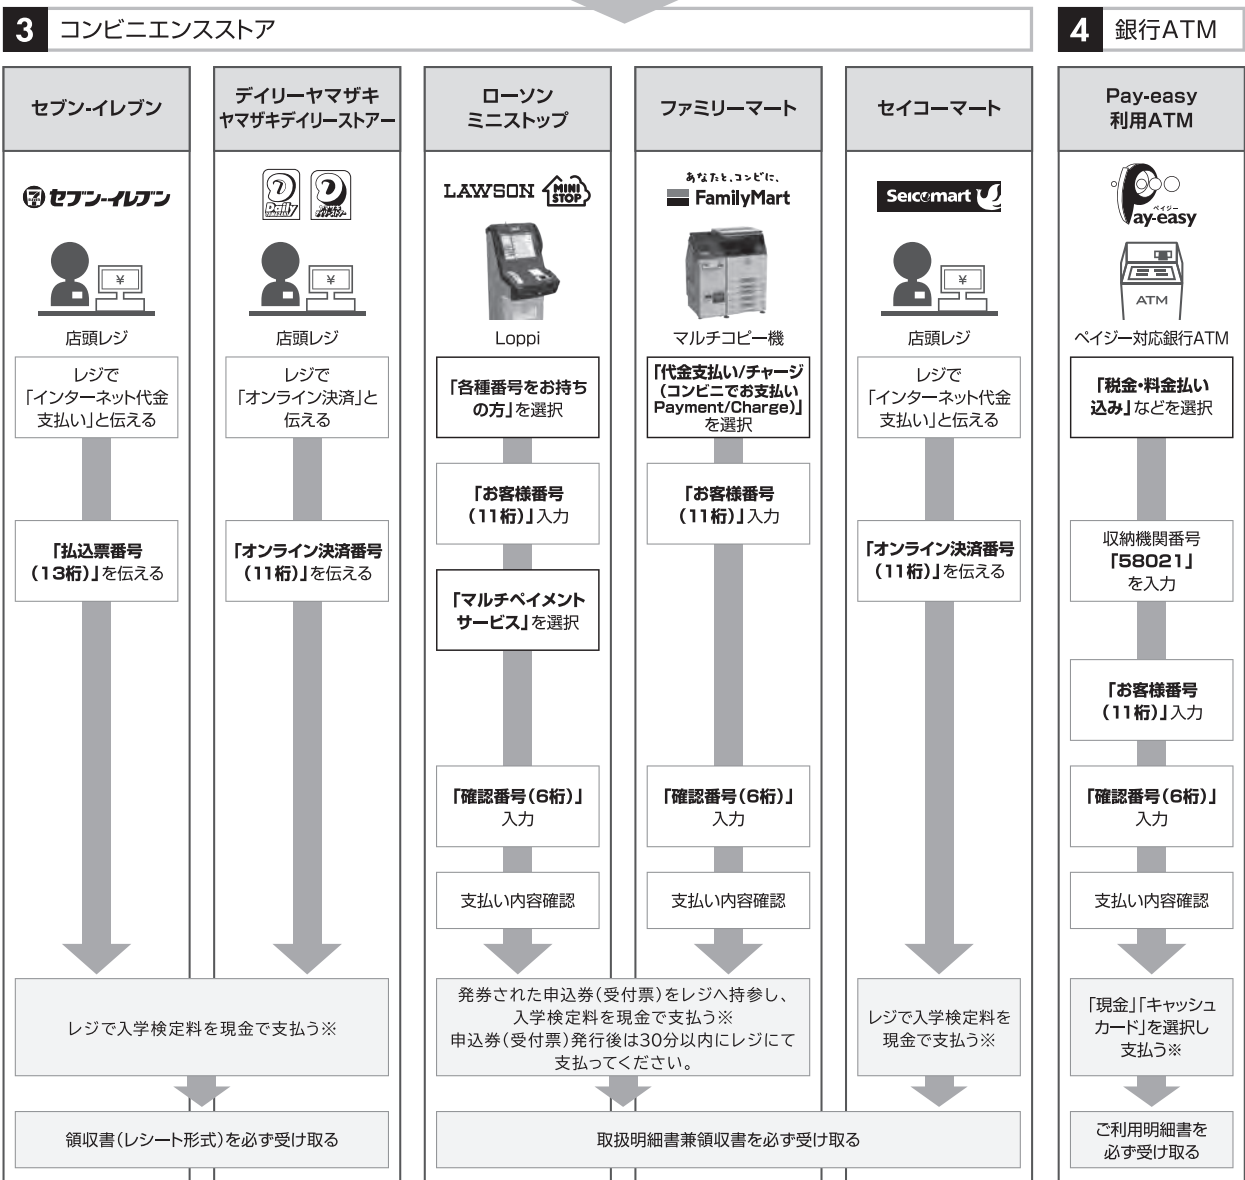 3 コンビニエンスストア
セブン-イレブン
セブン-イレブン
¥
店頭レジ
レジで
「インターネット代金
支払い」と伝える
「払込票番号
(13桁)」を伝える
デイリーヤマザキ
ヤマザキデイリーストアー
Daily
¥
店頭レジ
レジで
「オンライン決済」と
伝える
「オンライン決済番号
(11桁)」を伝える
レジで入学検定料を現金で支払う※
領収書(レシート形式)を必ず受け取る
ローソン
ミニストップ
LAWSON
MINI
STOP
Loppi
「各種番号をお持ち
の方」を選択
「お客様番号
(11桁)」入力
「マルチペイメント
サービス」を選択
「確認番号(6桁)」
入力
支払い内容確認
ファミリーマート
あなたと、コンビに、
FamilyMart
マルチコピー機
「代金支払い/チャージ
(コンビニでお支払い
Payment/Charge)」
を選択
「お客様番号
(11桁)」入力
「確認番号(6桁)」
入力
支払い内容確認
発券された申込券(受付票)をレジへ持参し、
入学検定料を現金で支払う※
申込券(受付票)発行後は30分以内にレジにて
支払ってください。
セイコーマート
Seicomart
¥
店頭レジ
レジで
「インターネット代金
支払い」と伝える
「オンライン決済番号
(11桁)」を伝える
レジで入学検定料を
現金で支払う※
取扱明細書兼領収書を必ず受け取る
4 銀行ATM
Pay-easy
利用ATM
ペイジー
Pay-easy
ATM
ペイジー対応銀行ATM
「税金・料金払い
込み」などを選択
収納機関番号
「58021」
を入力
「お客様番号
(11桁)」入力
「確認番号(6桁)」
入力
支払い内容確認
「現金」「キャッシュ
カード」を選択し
支払う※
ご利用明細書を
必ず受け取る